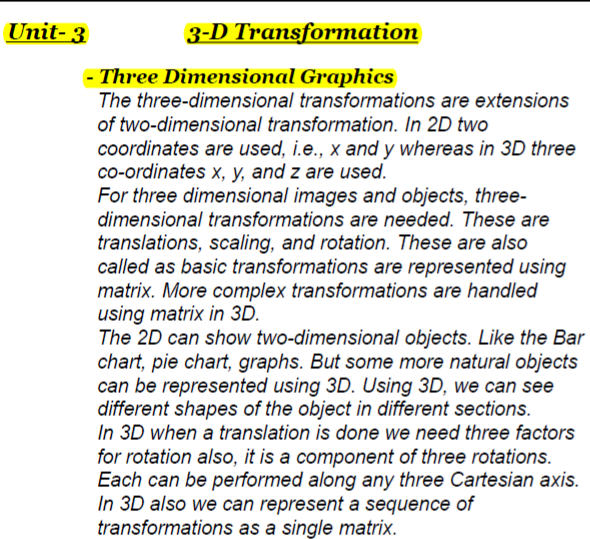 Unit- 3 3-D Transformation
- Three Dimensional Graphics
The three-dimensional transformations are extensions
of two-dimensional transformation. In 2D two
coordinates are used, i.e., x and y whereas in 3D three
co-ordinates x, y, and z are used.
For three dimensional images and objects, three-
dimensional transformations are needed. These are
translations, scaling, and rotation. These are also
called as basic transformations are represented using
matrix. More complex transformations are handled
using matrix in 3D.
The 2D can show two-dimensional objects. Like the Bar
chart, pie chart, graphs. But some more natural objects
can be represented using 3D. Using 3D, we can see
different shapes of the object in different sections.
In 3D when a translation is done we need three factors
for rotation also, it is a component of three rotations.
Each can be performed along any three Cartesian axis.
In 3D also we can represent a sequence of
transformations as a single matrix.